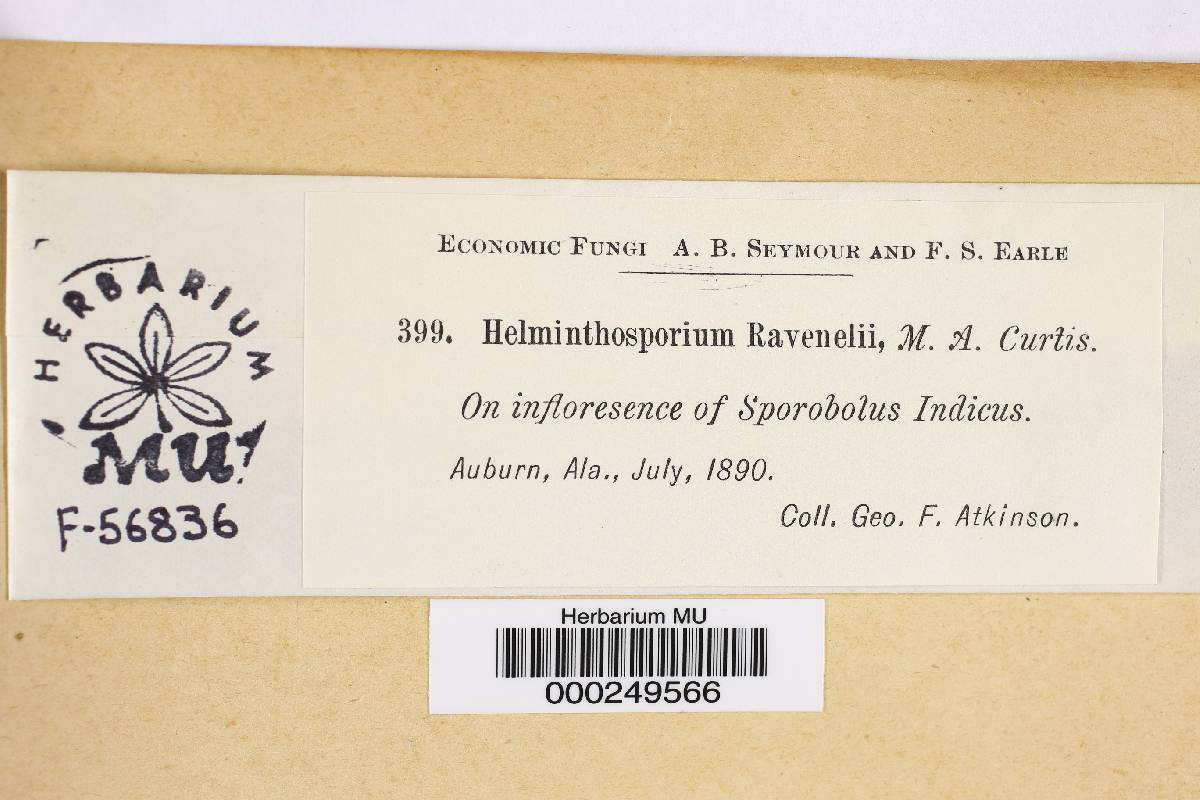 HERBARIUM
MU
F-56836
ECONOMIC FUNGI A. B. SEYMOUR AND F. S. EARLE
399. Helminthosporium Ravenelii, M. A. Curtis.
On infloresence of Sporobolus Indicus.
Auburn, Ala., July, 1890.
Coll. Geo. F. Atkinson.
Herbarium MU
000249566